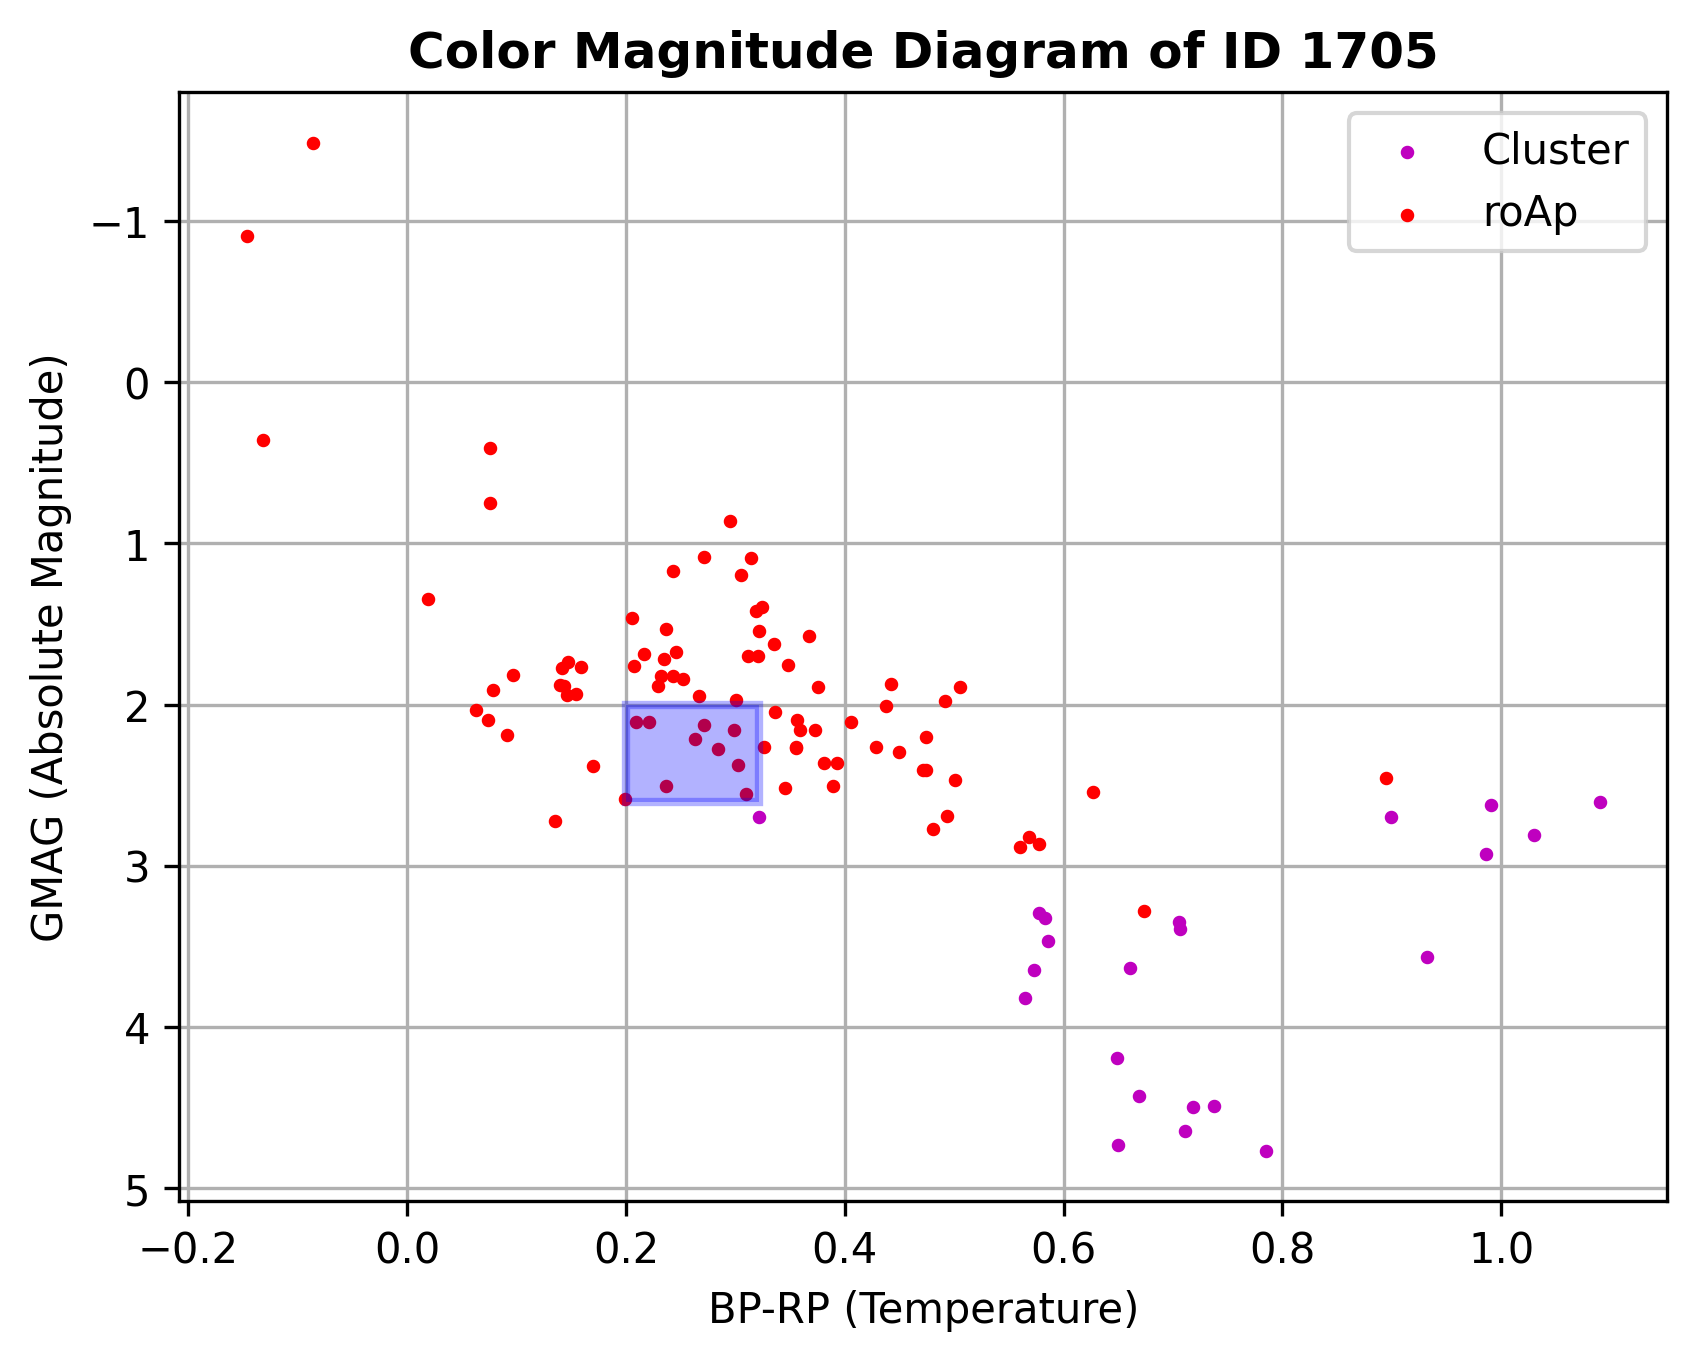 Color Magnitude Diagram of ID 1705
Cluster
roAp
GMAG (Absolute Magnitude)
−1
0
1
2
3
4
5
−0.2 0.0 0.2 0.4 0.6 0.8 1.0
BP-RP (Temperature)